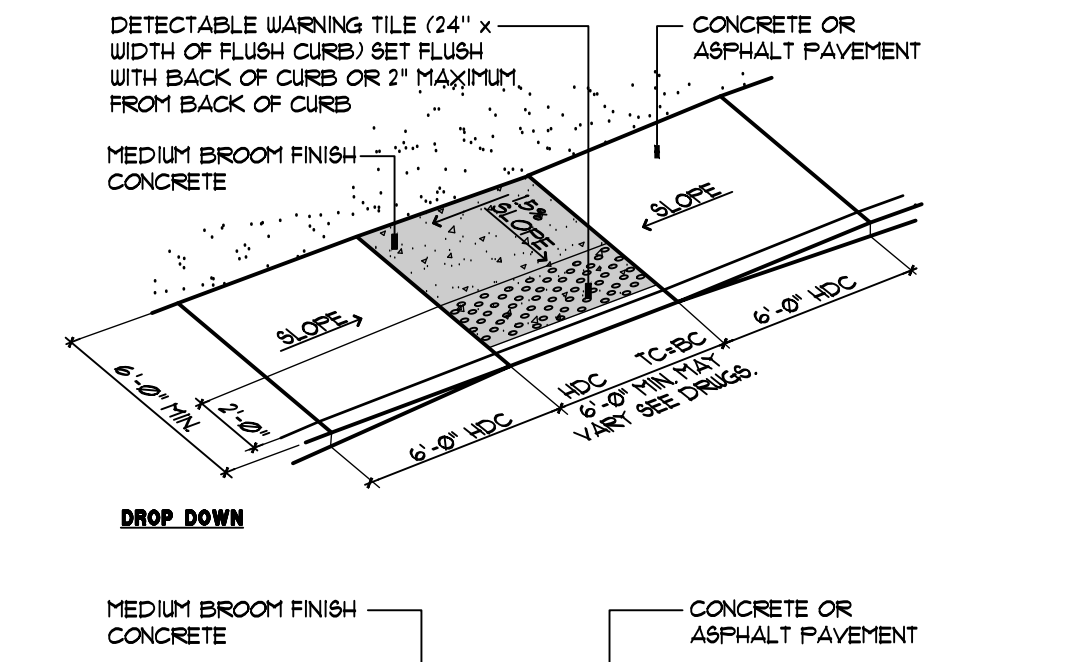 DETECTABLE WARNING TILE (24" x
WIDTH OF FLUSH CURB) SET FLUSH
WITH BACK OF CURB OR 2" MAXIMUM
FROM BACK OF CURB
CONCRETE OR
ASPHALT PAVEMENT
MEDIUM BROOM FINISH
CONCRETE
SLOPE
1.5%
SLOPE
SLOPE
6'-0" MIN.
2'-0"
6'-0" HDC
HDC
TC=BC
6'-0" MIN. MAY
VARY SEE DRWGS.
6'-0" HDC
DROP DOWN
MEDIUM BROOM FINISH
CONCRETE
CONCRETE OR
ASPHALT PAVEMENT